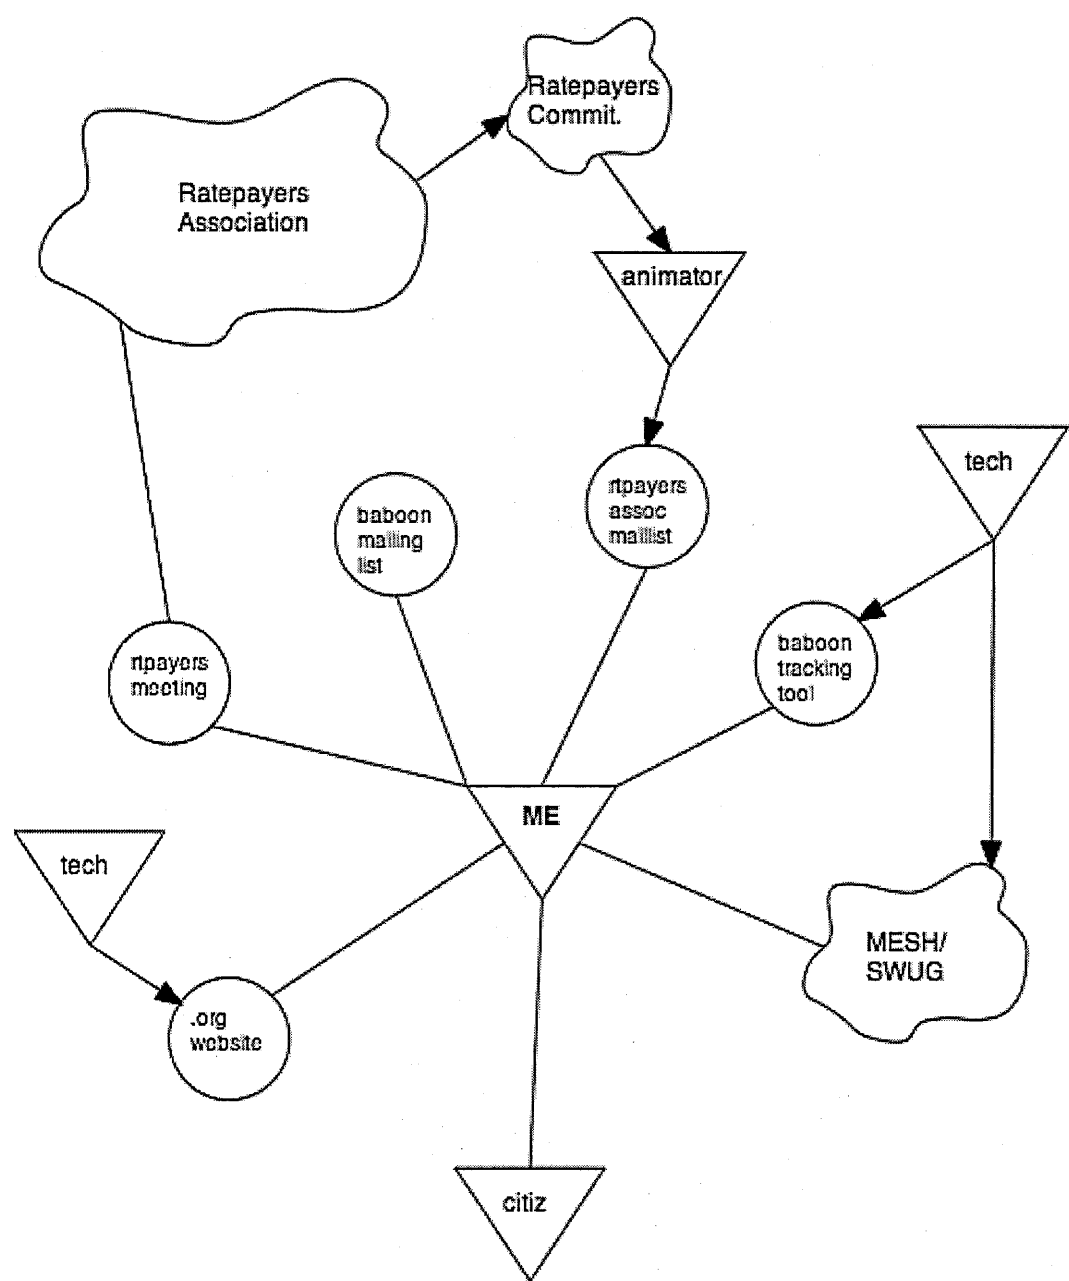 Ratepayers
Commit.
Ratepayers
Association
animator
tech
rtpayers
assoc
maillist
baboon
mailing
list
baboon
tracking
tool
rtpayers
meeting
ME
tech
MESH/
SWUG
.org
website
citiz